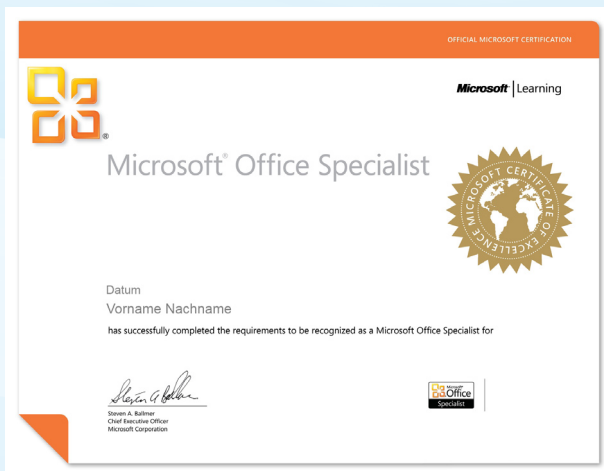 OFFICIAL MICROSOFT CERTIFICATION
Microsoft | Learning
®
Microsoft® Office Specialist
MICROSOFT CERTIFICATE OF EXCELLENCE
Datum
Vorname Nachname
has successfully completed the requirements to be recognized as a Microsoft Office Specialist for
Steven A. Ballmer
Steven A. Ballmer
Chief Executive Officer
Microsoft Corporation
Microsoft
Office
Specialist